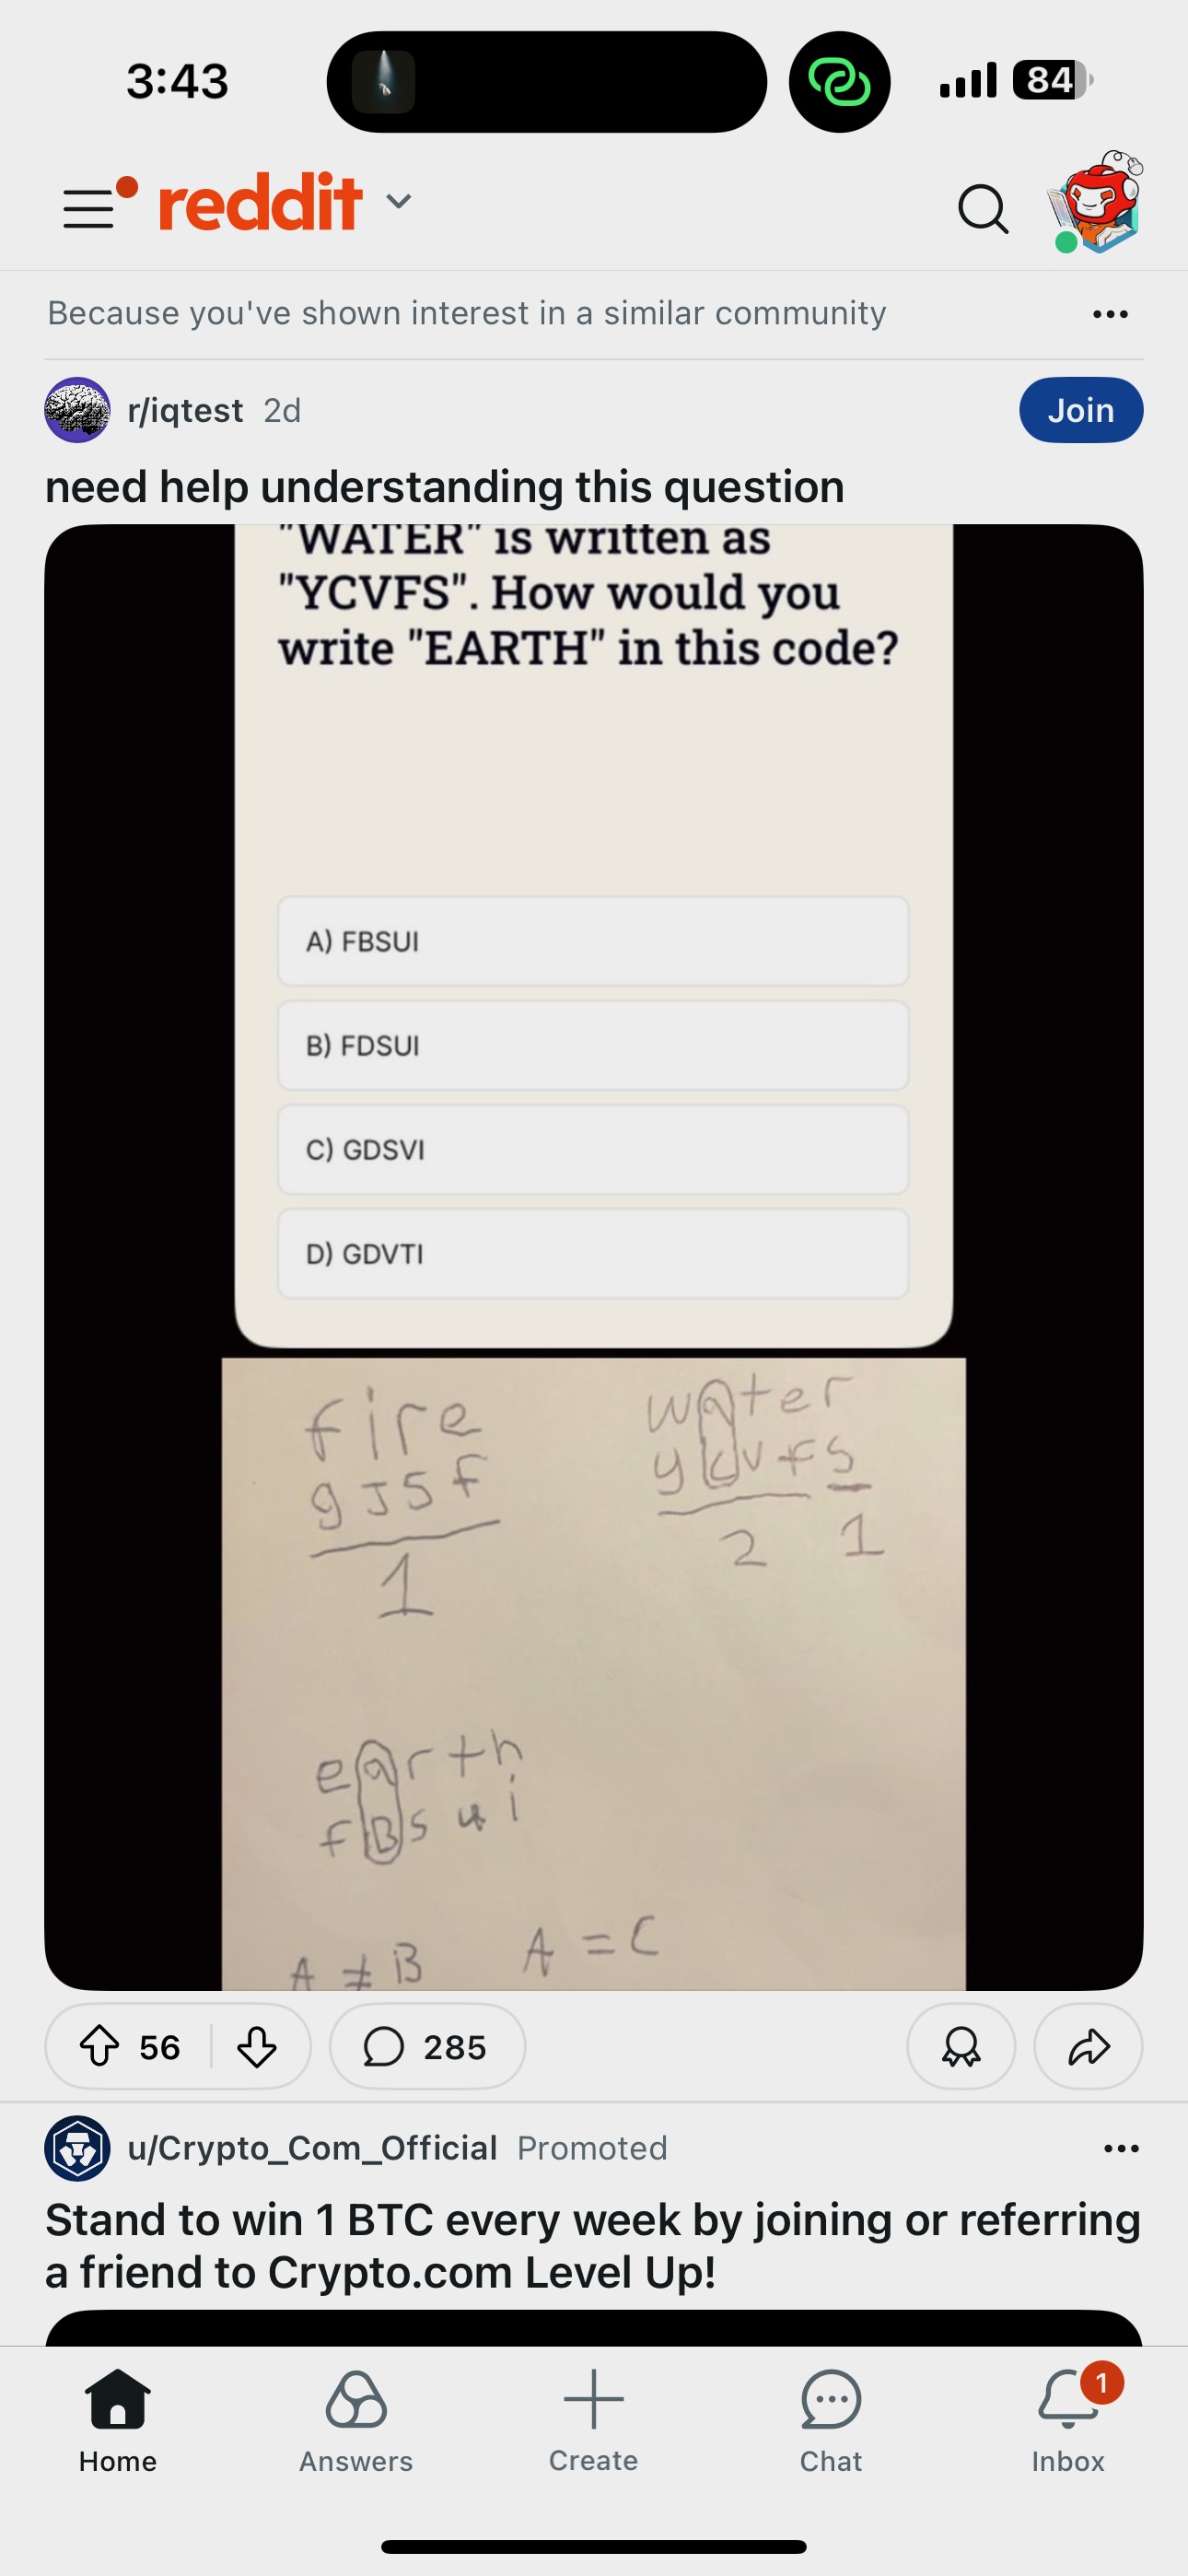 3:43
84
reddit
Because you've shown interest in a similar community
r/iqtest 2d
Join
need help understanding this question
"WATER" is written as
"YCVFS". How would you
write "EARTH" in this code?
A) FBSUI
B) FDSUI
C) GDSVI
D) GDVTI
fire
gJSf
1
water
ycvfs
2 1
earth
fBsui
A ≠ B
A = C
56
285
u/Crypto_Com_Official Promoted
Stand to win 1 BTC every week by joining or referring
a friend to Crypto.com Level Up!
1
Home
Answers
Create
Chat
Inbox